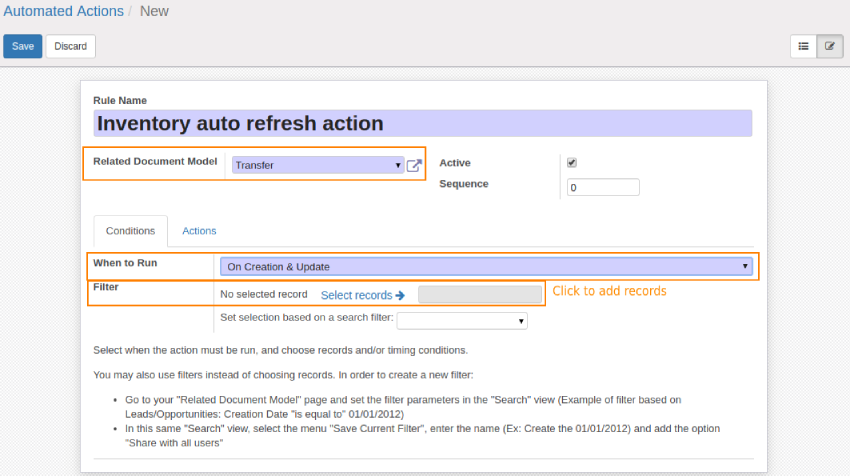 Automated Actions / New
Save Discard
Rule Name
Inventory auto refresh action
Related Document Model Transfer
Active
Sequence 0
Conditions Actions
When to Run On Creation & Update
Filter No selected record Select records Click to add records
Set selection based on a search filter:
Select when the action must be run, and choose records and/or timing conditions.
You may also use filters instead of choosing records. In order to create a new filter:
• Go to your "Related Document Model" page and set the filter parameters in the "Search" view (Example of filter based on
Leads/Opportunities: Creation Date "is equal to" 01/01/2012)
• In this same "Search" view, select the menu "Save Current Filter", enter the name (Ex: Create the 01/01/2012) and add the option
"Share with all users"